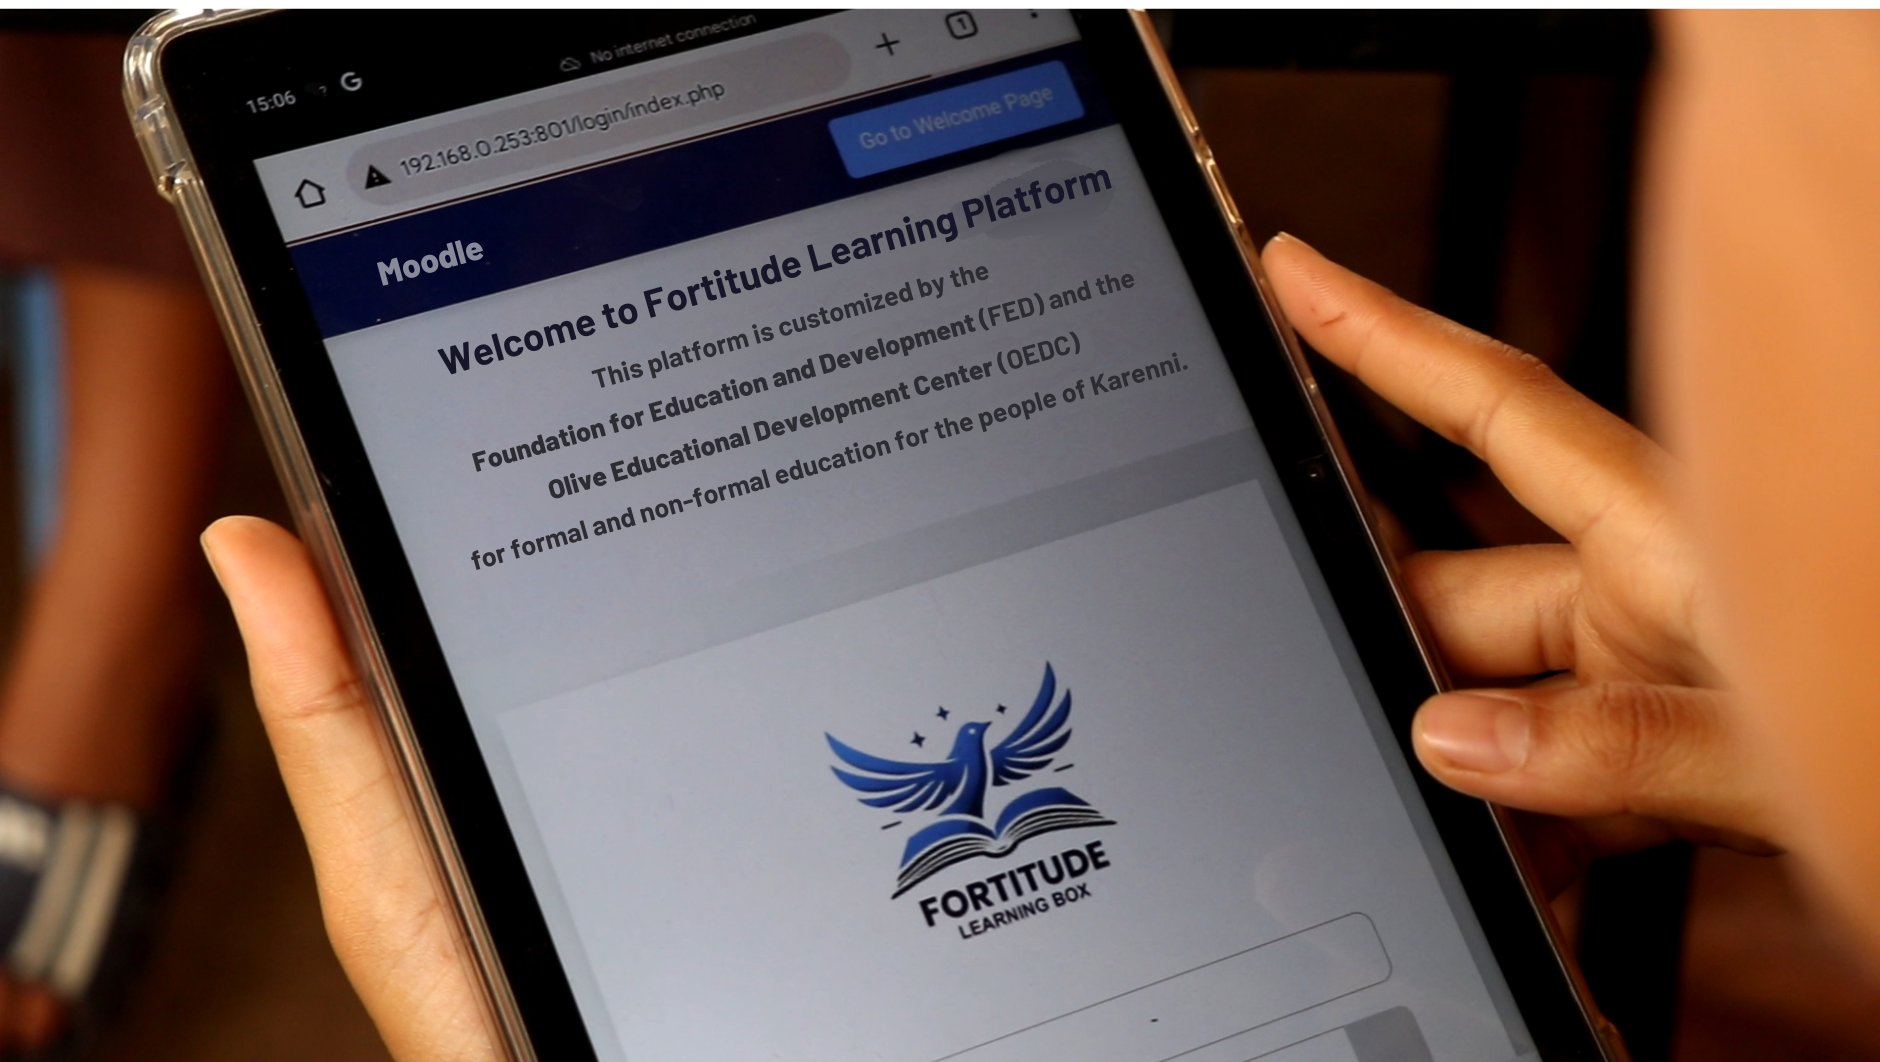 No internet connection
15:06 G
1
192.168.0.253:801/login/index.php
Go to Welcome Page
Moodle
Welcome to Fortitude Learning Platform
This platform is customized by the
Foundation for Education and Development (FED) and the
Olive Educational Development Center (OEDC)
for formal and non-formal education for the people of Karenni.
FORTITUDE
LEARNING BOX